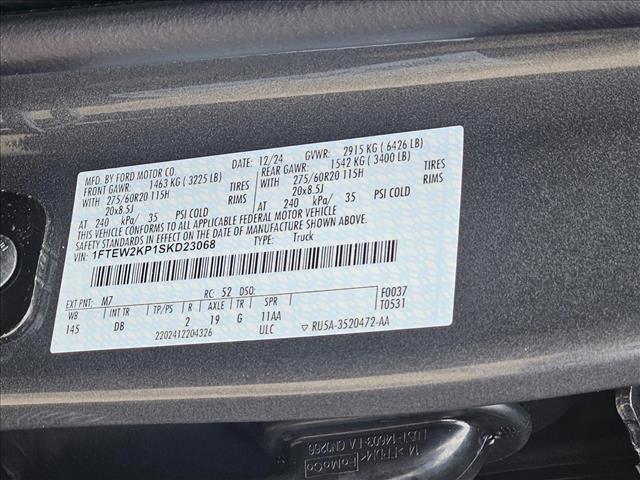 MFD. BY FORD MOTOR CO. DATE: 12/24 GVWR: 2915 KG ( 6426 LB)
FRONT GAWR: 1463 KG ( 3225 LB) REAR GAWR: 1542 KG ( 3400 LB)
WITH 275/60R20 115H TIRES WITH 275/60R20 115H TIRES
20x8.5J RIMS 20x8.5J RIMS
AT 240 kPa/ 35 PSI COLD AT 240 kPa/ 35 PSI COLD
THIS VEHICLE CONFORMS TO ALL APPLICABLE FEDERAL MOTOR VEHICLE
SAFETY STANDARDS IN EFFECT ON THE DATE OF MANUFACTURE SHOWN ABOVE.
VIN: 1FTEW2KP1SKD23068 TYPE: Truck
EXT PNT: M7 RC: 52 DSO: F0037
WB INT TR TP/PS R AXLE TR SPR T0531
145 DB 2 19 G 11AA
2202412204326 ULC RU5A-3520472-AA
FoMoCo